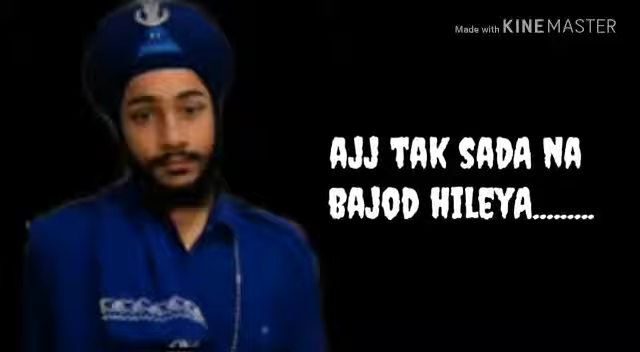 Made with KINEMASTER
AJJ TAK SADA NA
BAJOD HILEYA.........